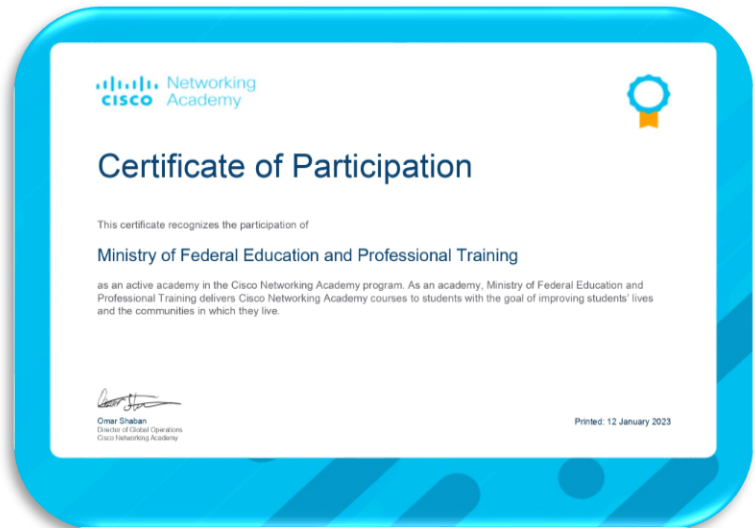 Networking
CISCO Academy
Certificate of Participation
This certificate recognizes the participation of
Ministry of Federal Education and Professional Training
as an active academy in the Cisco Networking Academy program. As an academy, Ministry of Federal Education and
Professional Training delivers Cisco Networking Academy courses to students with the goal of improving students' lives
and the communities in which they live.
Omar Shaban
Director of Global Operations
Cisco Networking Academy
Printed: 12 January 2023